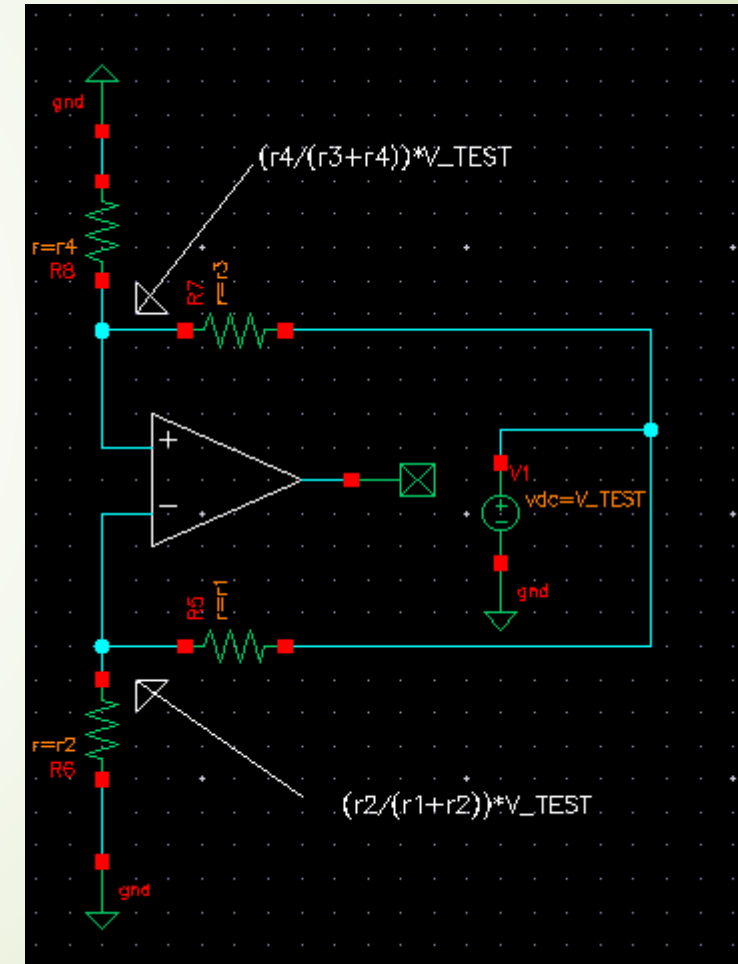 gnd
(r4/(r3+r4))*V_TEST
r=r4
R8
R7
r=r3
+
−
V1
+
−
vdc=V_TEST
gnd
R5
r=r1
r=r2
R6
(r2/(r1+r2))*V_TEST
gnd